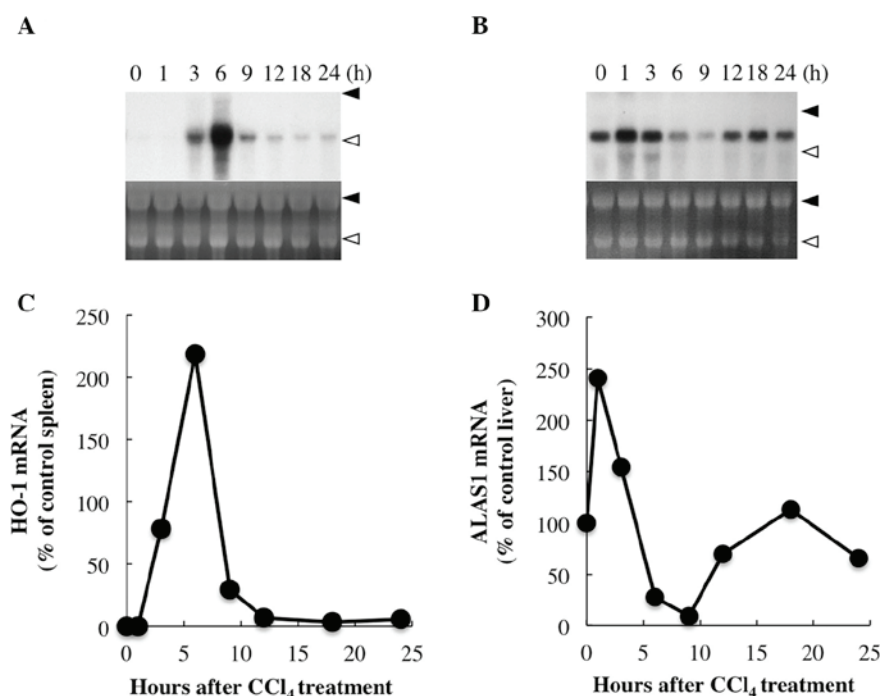 A
B
0 1 3 6 9 12 18 24 (h)
0 1 3 6 9 12 18 24 (h)
C
D
250
200
150
100
50
0
HO-1 mRNA
(% of control spleen)
0 5 10 15 20 25
Hours after CCl4 treatment
300
250
200
150
100
50
0
ALAS1 mRNA
(% of control liver)
0 5 10 15 20 25
Hours after CCl4 treatment